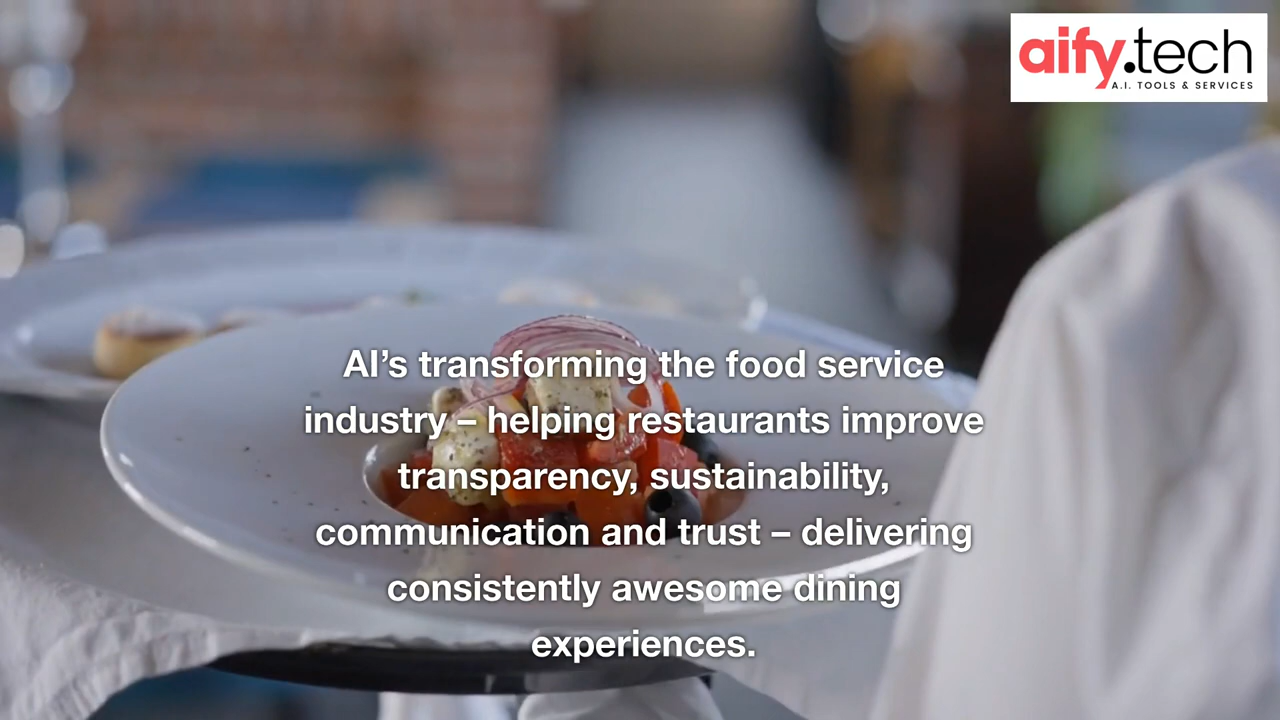 aify.tech
A.I. TOOLS & SERVICES
AI’s transforming the food service
industry – helping restaurants improve
transparency, sustainability,
communication and trust – delivering
consistently awesome dining
experiences.